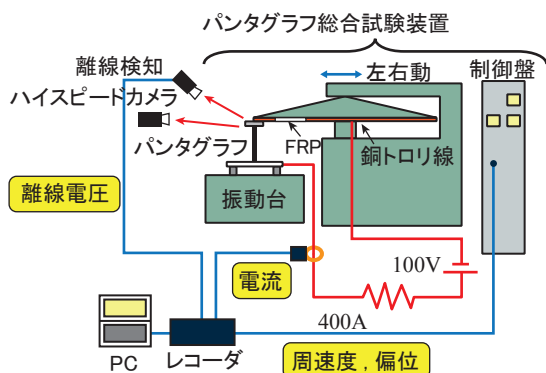 パンタグラフ総合試験装置
離線検知
ハイスピードカメラ
左右動
制御盤
パンタグラフ
FRP
銅トロリ線
離線電圧
振動台
電流
100V
400A
PC
レコーダ
周速度,偏位